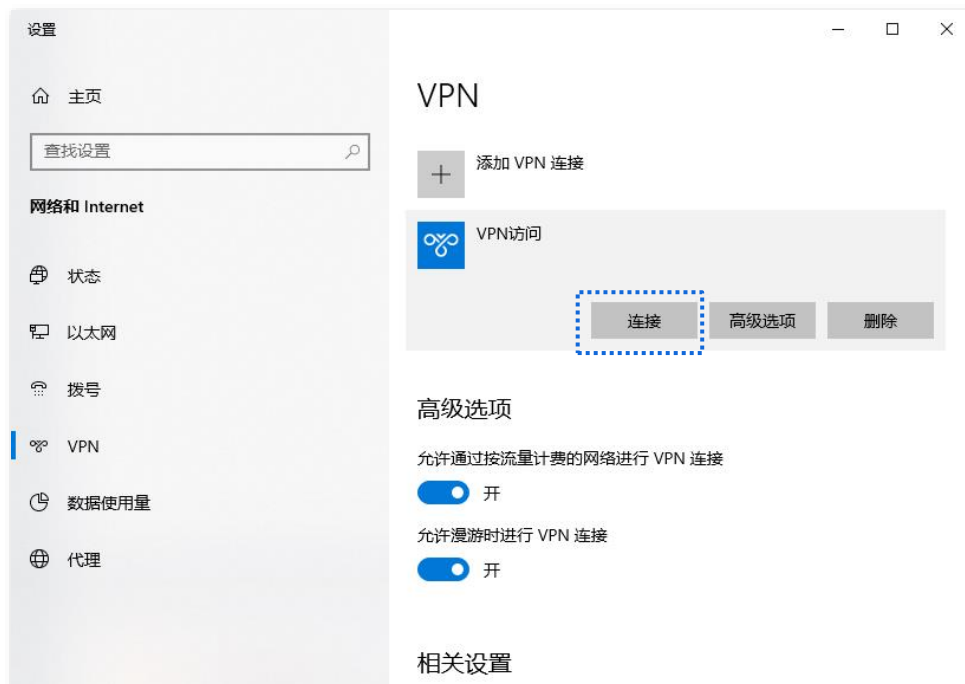 设置
主页
查找设置
网络和 Internet
状态
以太网
拨号
VPN
数据使用量
代理
VPN
添加 VPN 连接
VPN访问
连接 高级选项 删除
高级选项
允许通过按流量计费的网络进行 VPN 连接
开
允许漫游时进行 VPN 连接
开
相关设置